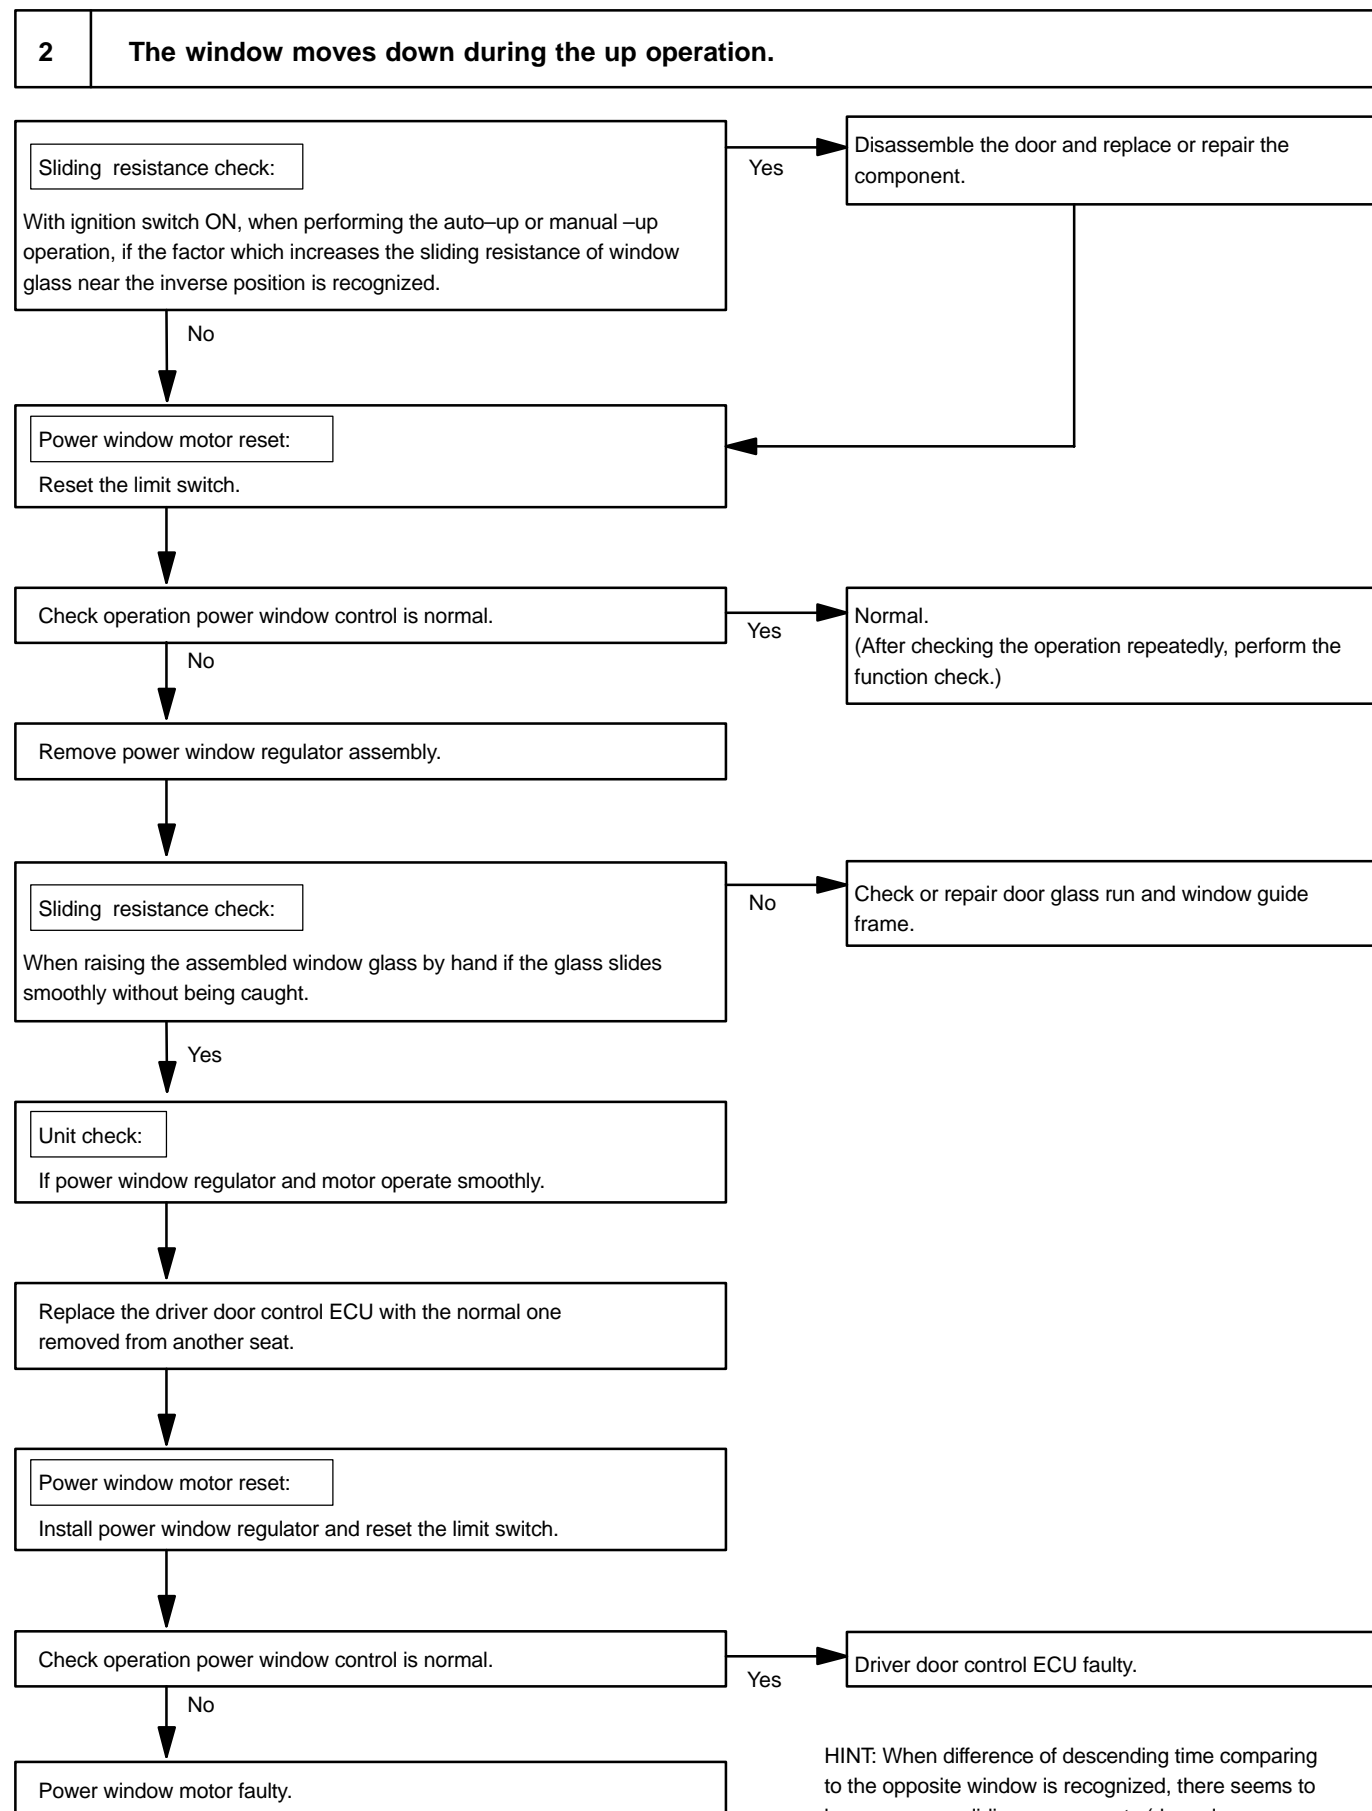 2 The window moves down during the up operation.
Sliding resistance check:
With ignition switch ON, when performing the auto–up or manual –up
operation, if the factor which increases the sliding resistance of window
glass near the inverse position is recognized.
Yes
Disassemble the door and replace or repair the
component.
No
Power window motor reset:
Reset the limit switch.
Check operation power window control is normal.
Yes
Normal.
(After checking the operation repeatedly, perform the
function check.)
No
Remove power window regulator assembly.
Sliding resistance check:
When raising the assembled window glass by hand if the glass slides
smoothly without being caught.
No
Check or repair door glass run and window guide
frame.
Yes
Unit check:
If power window regulator and motor operate smoothly.
Replace the driver door control ECU with the normal one
removed from another seat.
Power window motor reset:
Install power window regulator and reset the limit switch.
Check operation power window control is normal.
Yes
Driver door control ECU faulty.
No
Power window motor faulty.
HINT: When difference of descending time comparing
to the opposite window is recognized, there seems to